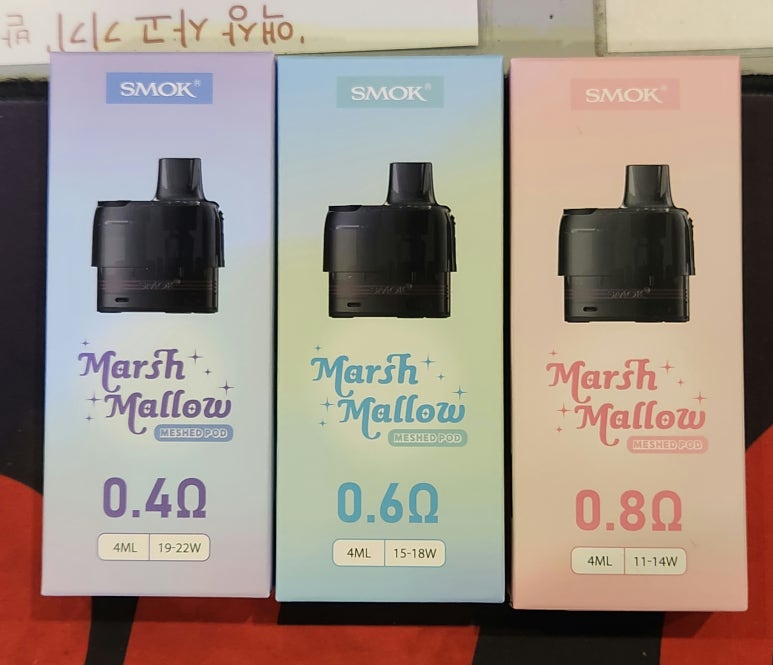 SMOK®
SMOK
Marsh
Mallow
MESHED POD
0.4Ω
4ML 19-22W
SMOK®
SMOK
Marsh
Mallow
MESHED POD
0.6Ω
4ML 15-18W
SMOK®
SMOK
Marsh
Mallow
MESHED POD
0.8Ω
4ML 11-14W